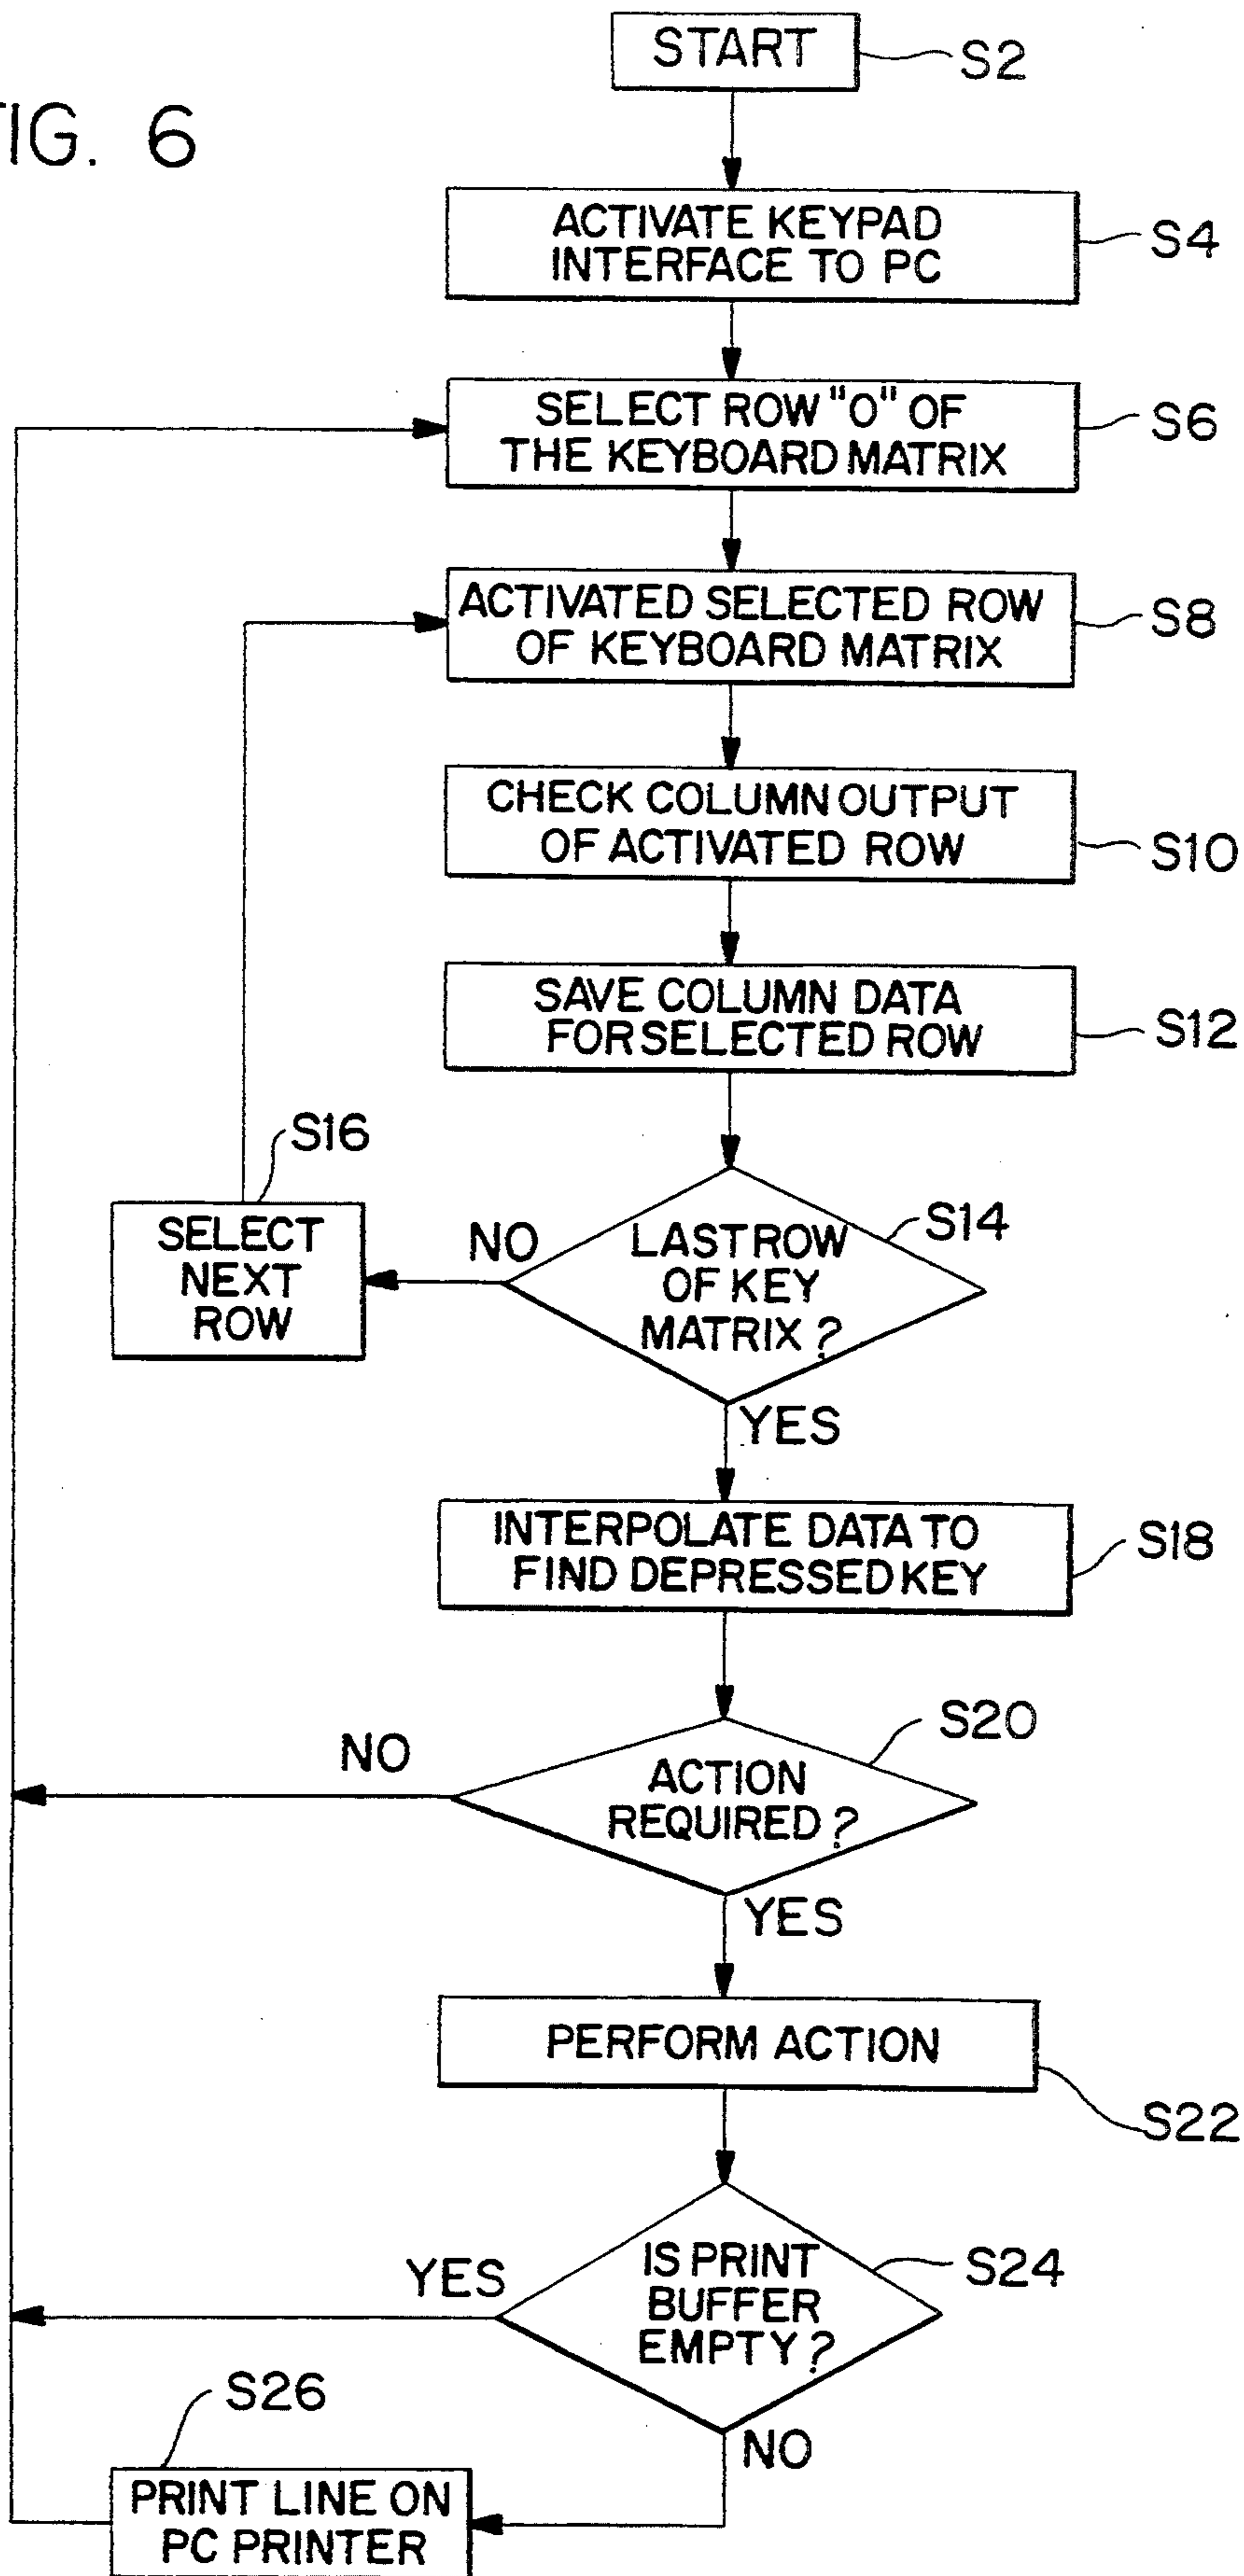 FIG. 6
START
S2
ACTIVATE KEYPAD
INTERFACE TO PC
S4
SELECT ROW "0" OF
THE KEYBOARD MATRIX
S6
ACTIVATED SELECTED ROW
OF KEYBOARD MATRIX
S8
CHECK COLUMN OUTPUT
OF ACTIVATED ROW
S10
SAVE COLUMN DATA
FOR SELECTED ROW
S12
S16
SELECT
NEXT
ROW
NO
LAST ROW
OF KEY
MATRIX?
S14
YES
INTERPOLATE DATA TO
FIND DEPRESSED KEY
S18
NO
ACTION
REQUIRED?
S20
YES
PERFORM ACTION
S22
YES
IS PRINT
BUFFER
EMPTY?
S24
NO
S26
PRINT LINE ON
PC PRINTER